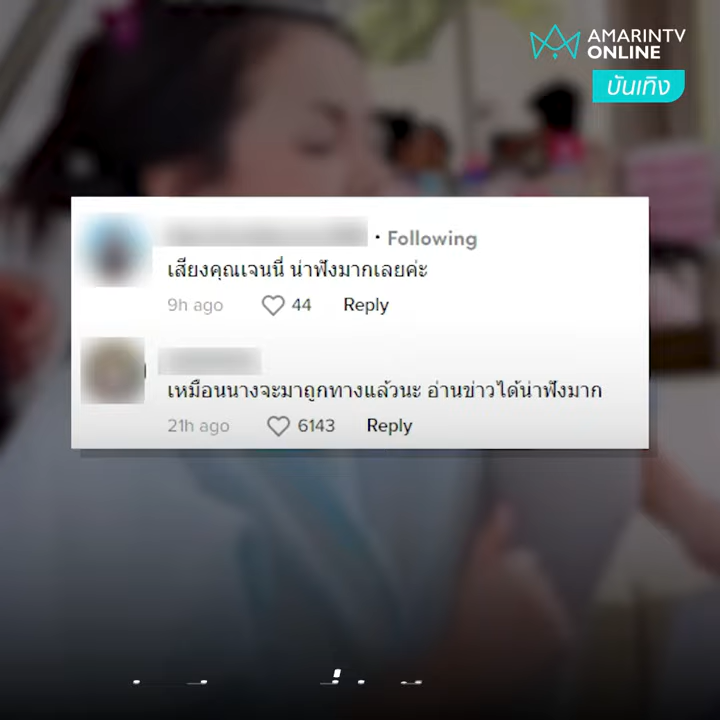 AMARINTV
ONLINE
บันเทิง
· Following
เสียงคุณเจนนี่ น่าฟังมากเลยค่ะ
9h ago 44 Reply
เหมือนนางจะมาถูกทางแล้วนะ อ่านข่าวได้น่าฟังมาก
21h ago 6143 Reply